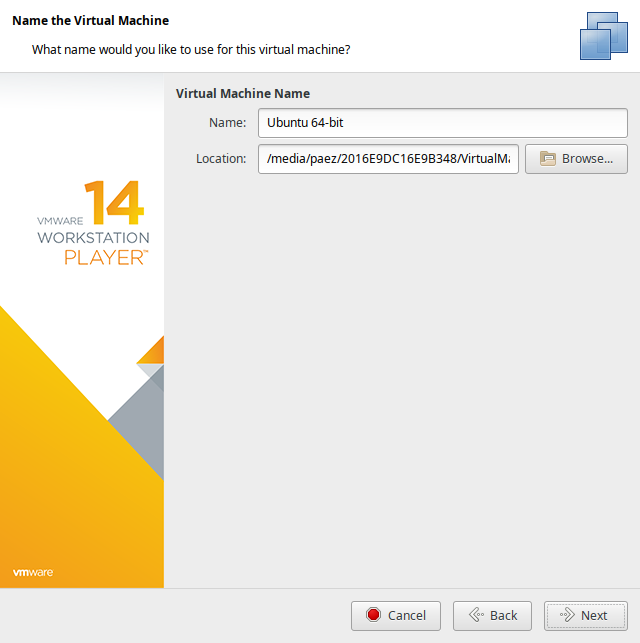 Name the Virtual Machine
What name would you like to use for this virtual machine?
Virtual Machine Name
Name: Ubuntu 64-bit
Location: /media/paez/2016E9DC16E9B348/VirtualMa Browse...
VMWARE 14
WORKSTATION
PLAYER™
vmware
Cancel Back Next